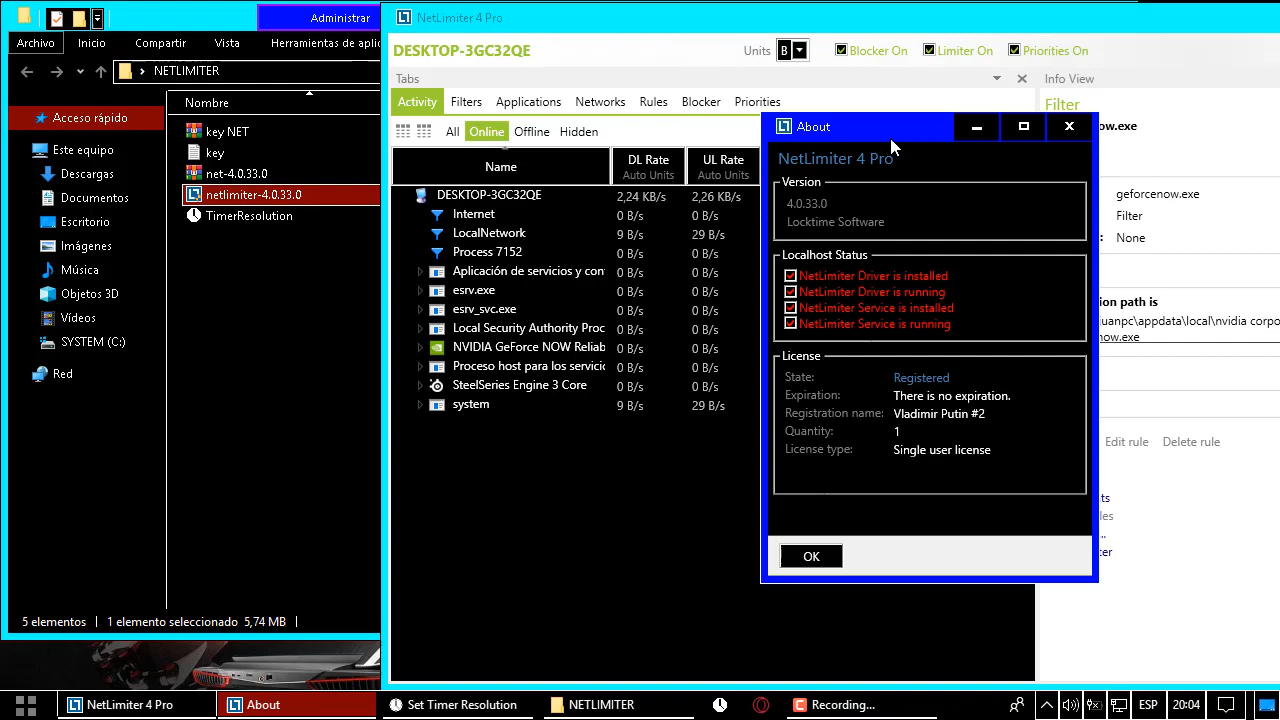 Administrar
Archivo Inicio Compartir Vista Herramientas de aplic
NETLIMITER
Nombre
Acceso rápido
Este equipo
Descargas
Documentos
Escritorio
Imágenes
Música
Objetos 3D
Vídeos
SYSTEM (C:)
Red
key NET
key
net-4.0.33.0
netlimiter-4.0.33.0
TimerResolution
5 elementos 1 elemento seleccionado 5,74 MB
NetLimiter 4 Pro
DESKTOP-3GC32QE Units B Blocker On Limiter On Priorities On
Tabs
Activity Filters Applications Networks Rules Blocker Priorities
All Online Offline Hidden
Name DL Rate UL Rate
Auto Units Auto Units
DESKTOP-3GC32QE 2,24 KB/s 2,26 KB/s
Internet 0 B/s 0 B/s
LocalNetwork 9 B/s 29 B/s
Process 7152 0 B/s 0 B/s
Aplicación de servicios y con 0 B/s 0 B/s
esrv.exe 0 B/s 0 B/s
esrv_svc.exe 0 B/s 0 B/s
Local Security Authority Proc 0 B/s 0 B/s
NVIDIA GeForce NOW Reliab 0 B/s 0 B/s
Proceso host para los servicio 0 B/s 0 B/s
SteelSeries Engine 3 Core 0 B/s 0 B/s
system 9 B/s 29 B/s
Info View
Filter
ow.exe
geforcenow.exe
Filter
: None
ion path is
juanpc\appdata\local\nvidia corpo
ow.exe
Edit rule Delete rule
ts
les
..
ter
About
NetLimiter 4 Pro
Version
4.0.33.0
Locktime Software
Localhost Status
NetLimiter Driver is installed
NetLimiter Driver is running
NetLimiter Service is installed
NetLimiter Service is running
License
State: Registered
Expiration: There is no expiration.
Registration name: Vladimir Putin #2
Quantity: 1
License type: Single user license
OK
NetLimiter 4 Pro About Set Timer Resolution NETLIMITER Recording... ESP 20:04